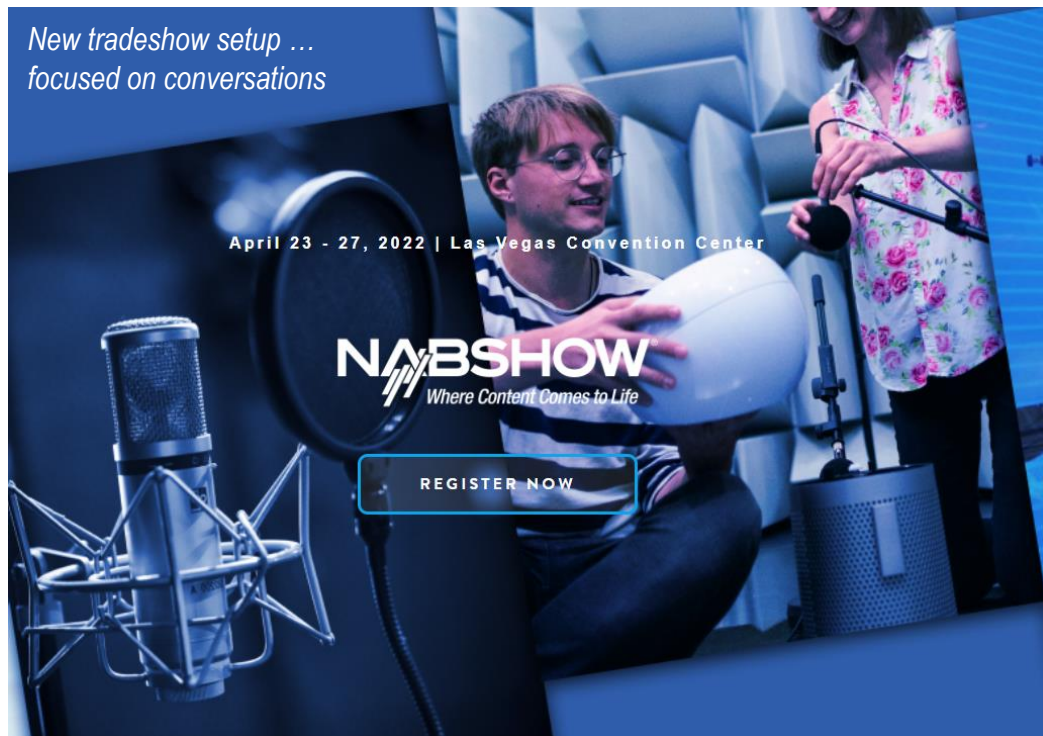 New tradeshow setup …
focused on conversations
April 23 - 27, 2022 | Las Vegas Convention Center
NABSHOW
Where Content Comes to Life
REGISTER NOW